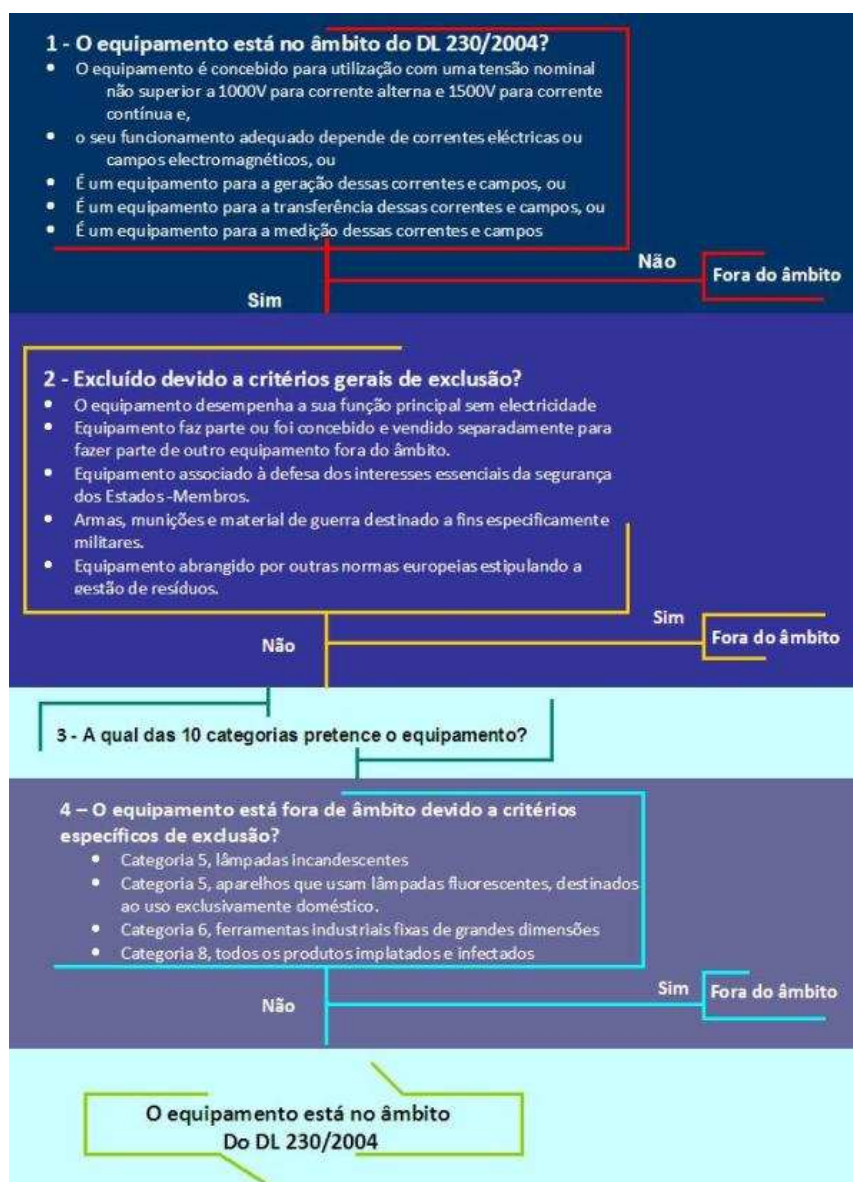 1 - O equipamento está no âmbito do DL 230/2004?
• O equipamento é concebido para utilização com uma tensão nominal
não superior a 1000V para corrente alterna e 1500V para corrente
contínua e,
• o seu funcionamento adequado depende de correntes eléctricas ou
campos electromagnéticos, ou
• É um equipamento para a geração dessas correntes e campos, ou
• É um equipamento para a transferência dessas correntes e campos, ou
• É um equipamento para a medição dessas correntes e campos
Não
Fora do âmbito
Sim
2 - Excluído devido a critérios gerais de exclusão?
• O equipamento desempenha a sua função principal sem electricidade
• Equipamento faz parte ou foi concebido e vendido separadamente para
fazer parte de outro equipamento fora do âmbito.
• Equipamento associado à defesa dos interesses essenciais da segurança
dos Estados -Membros.
• Armas, munições e material de guerra destinado a fins especificamente
militares.
• Equipamento abrangido por outras normas europeias estipulando a
gestão de resíduos.
Sim
Fora do âmbito
Não
3 - A qual das 10 categorias pretence o equipamento?
4 – O equipamento está fora de âmbito devido a critérios
específicos de exclusão?
• Categoria 5, lâmpadas incandescentes
• Categoria 5, aparelhos que usam lâmpadas fluorescentes, destinados
ao uso exclusivamente doméstico.
• Categoria 6, ferramentas industriais fixas de grandes dimensões
• Categoria 8, todos os produtos implatados e infectados
Sim
Fora do âmbito
Não
O equipamento está no âmbito
Do DL 230/2004